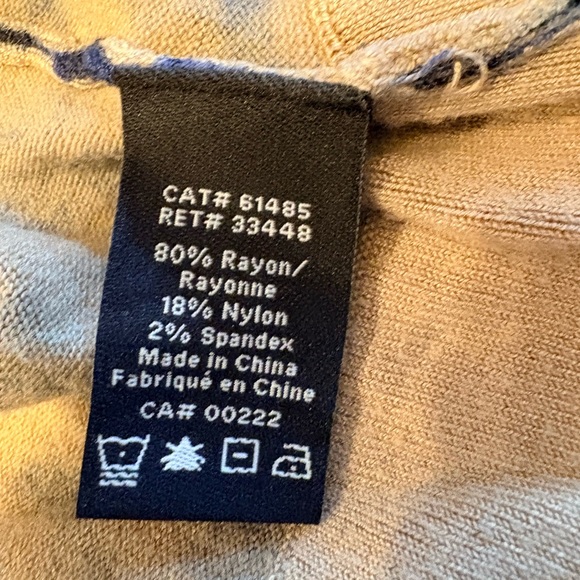 CAT# 61485
RET# 33448
80% Rayon/
Rayonne
18% Nylon
2% Spandex
Made in China
Fabriqué en Chine
CA# 00222